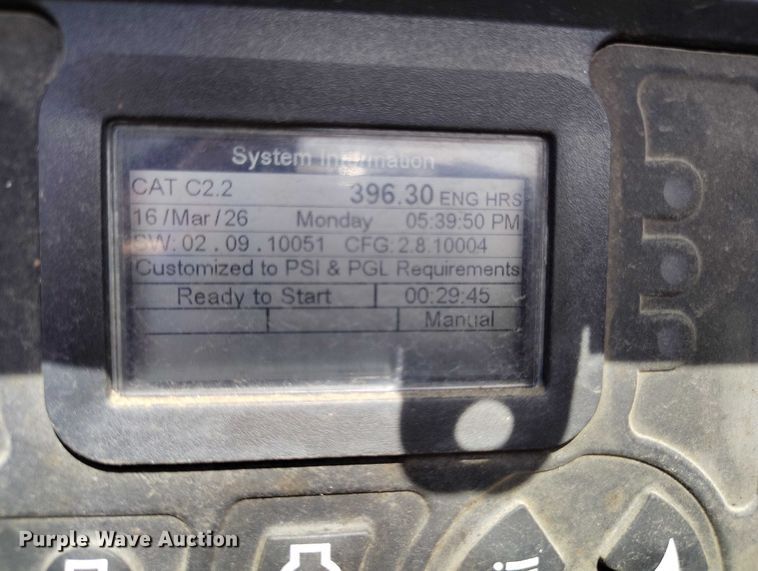 System Information
CAT C2.2 396.30 ENG HRS
16/Mar/26 Monday 05:39:50 PM
SW: 02.09.10051 CFG: 2.8.10004
Customized to PSI & PGL Requirements
Ready to Start 00:29:45
Manual
Purple Wave Auction®